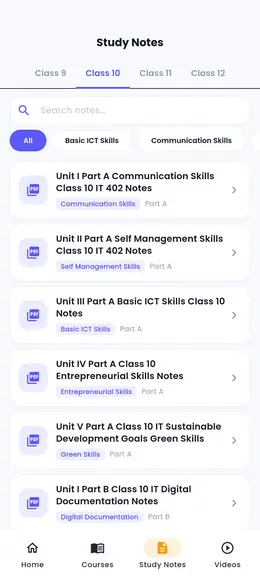 Study Notes
Class 9 Class 10 Class 11 Class 12
Search notes...
All Basic ICT Skills Communication Skills
PDF
Unit I Part A Communication Skills
Class 10 IT 402 Notes
Communication Skills Part A
PDF
Unit II Part A Self Management Skills
Class 10 IT 402 Notes
Self Management Skills Part A
PDF
Unit III Part A Basic ICT Skills Class 10
Notes
Basic ICT Skills Part A
PDF
Unit IV Part A Class 10
Entrepreneurial Skills Notes
Entrepreneurial Skills Part A
PDF
Unit V Part A Class 10 IT Sustainable
Development Goals Green Skills
Green Skills Part A
PDF
Unit I Part B Class 10 IT Digital
Documentation Notes
Digital Documentation Part B
Home Courses Study Notes Videos